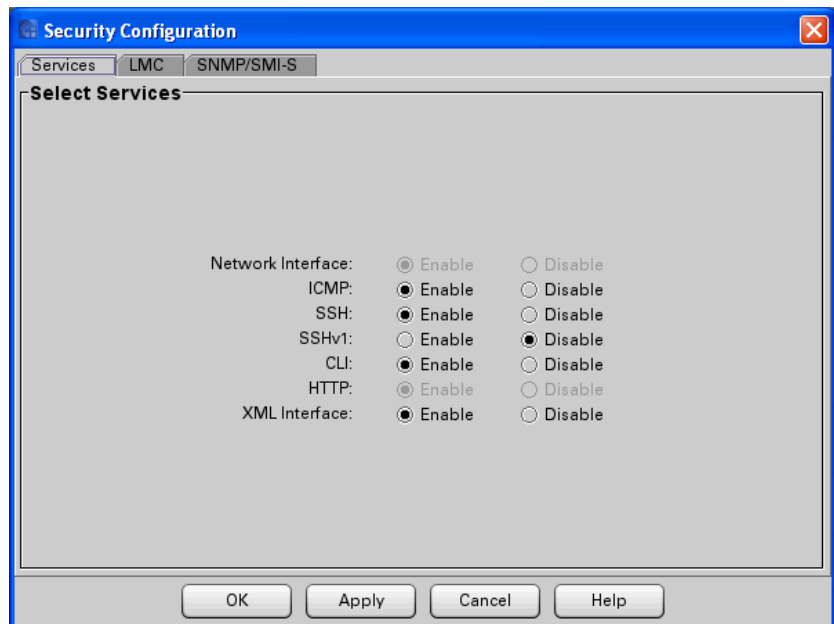 Security Configuration
Services LMC SNMP/SMI-S
Select Services
Network Interface: Enable Disable
ICMP: Enable Disable
SSH: Enable Disable
SSHv1: Enable Disable
CLI: Enable Disable
HTTP: Enable Disable
XML Interface: Enable Disable
OK Apply Cancel Help